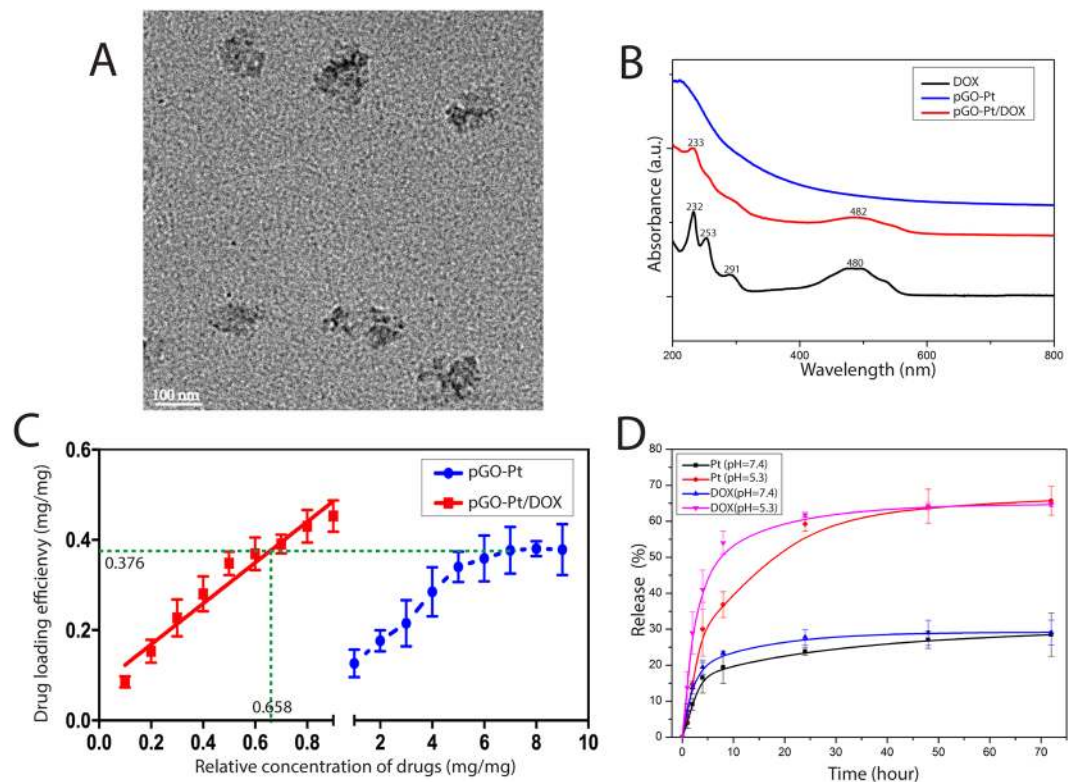 A
100 nm
B
DOX
pGO-Pt
pGO-Pt/DOX
233
232
253
291
482
480
Absorbance (a.u.)
200 400 600 800
Wavelength (nm)
C
0.6
0.4
0.2
0.0
Drug loading efficienvy (mg/mg)
pGO-Pt
pGO-Pt/DOX
0.376
0.658
0.0 0.2 0.4 0.6 0.8 2 4 6 8 10
Relative concentration of drugs (mg/mg)
D
80
70
60
50
40
30
20
10
0
Release (%)
Pt (pH=7.4)
Pt (pH=5.3)
DOX(pH=7.4)
DOX(pH=5.3)
0 10 20 30 40 50 60 70
Time (hour)